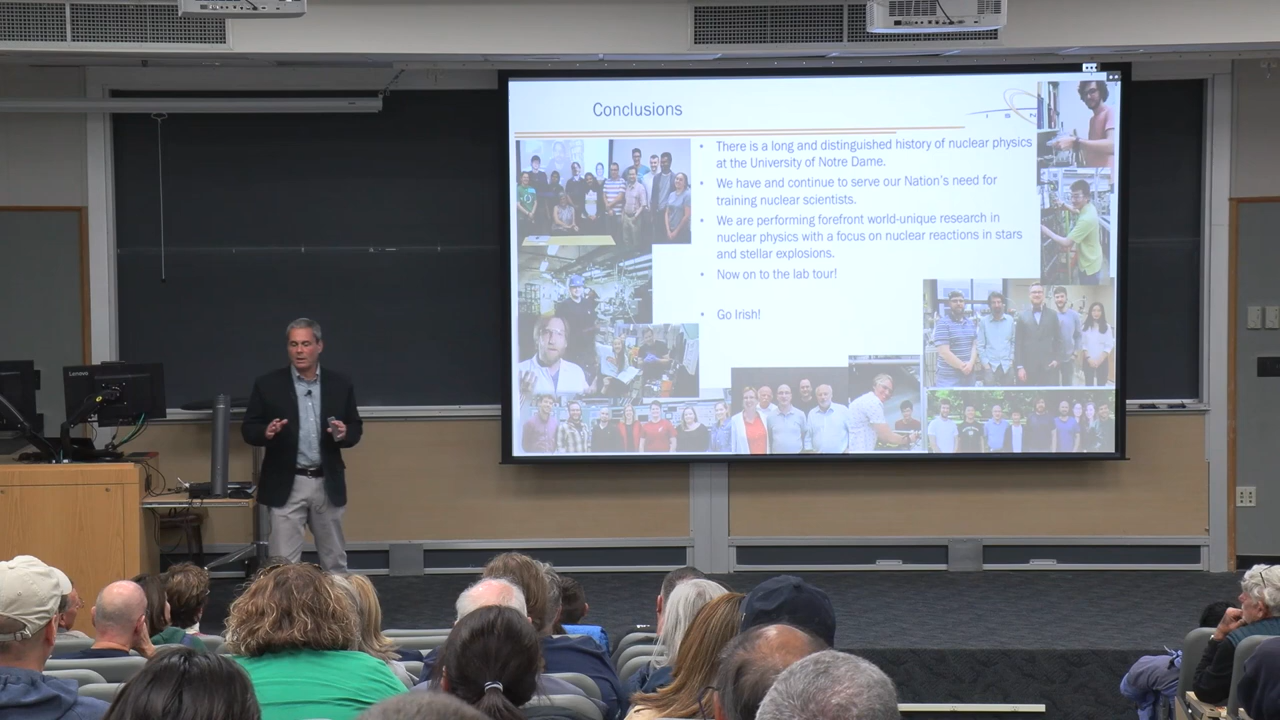 Conclusions
ISN
• There is a long and distinguished history of nuclear physics
at the University of Notre Dame.
• We have and continue to serve our Nation's need for
training nuclear scientists.
• We are performing forefront world-unique research in
nuclear physics with a focus on nuclear reactions in stars
and stellar explosions.
• Now on to the lab tour!
• Go Irish!
Lenovo